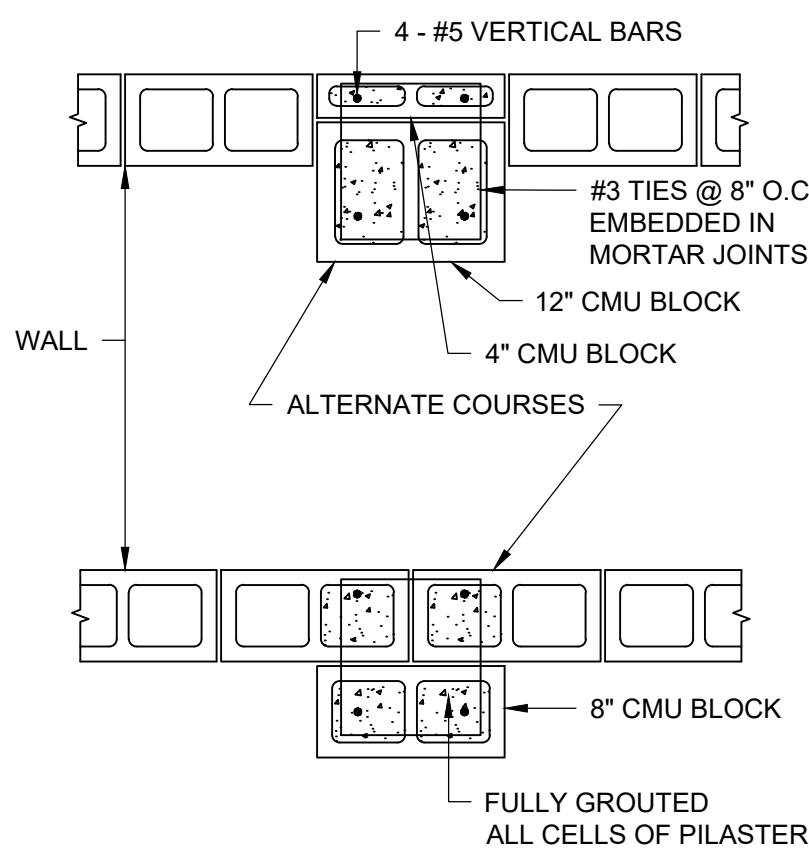 4 - #5 VERTICAL BARS
#3 TIES @ 8" O.C
EMBEDDED IN
MORTAR JOINTS
12" CMU BLOCK
WALL
4" CMU BLOCK
ALTERNATE COURSES
8" CMU BLOCK
FULLY GROUTED
ALL CELLS OF PILASTER